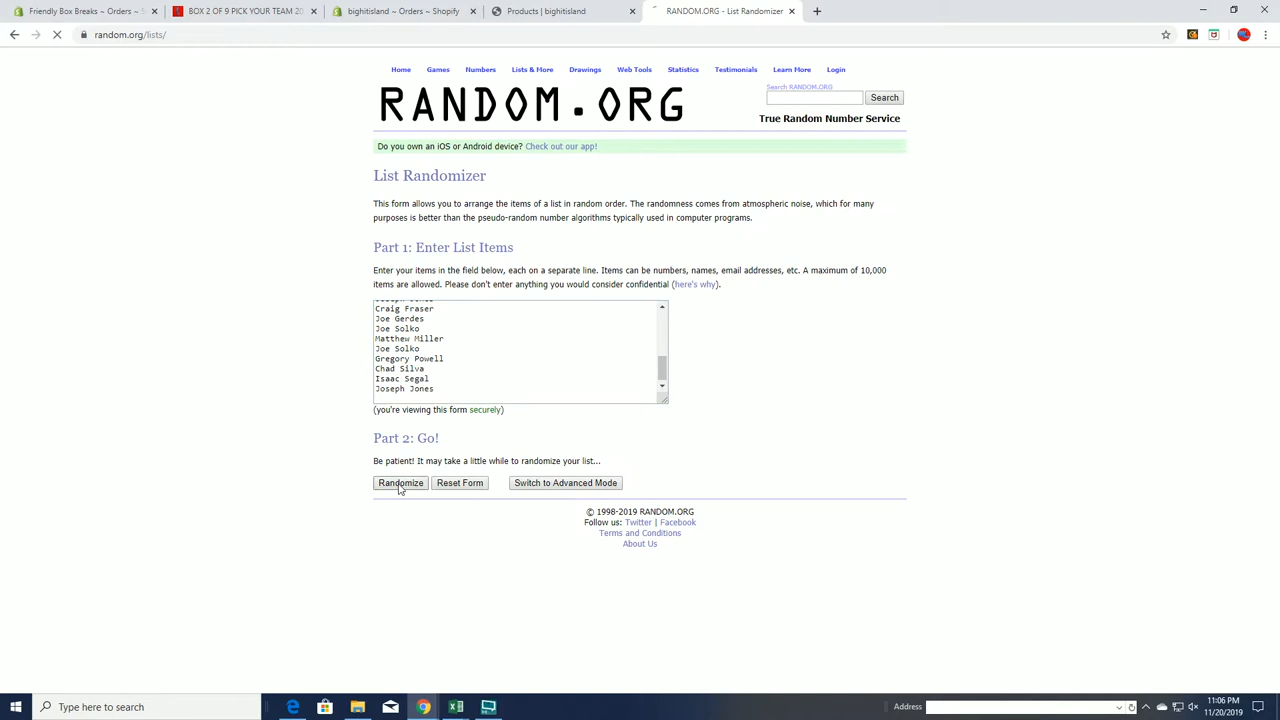 Friendly Box Breaks ~ Orders ~ S
BOX 2 OF 9 PICK YOUR TEAM 20
bighitisland ~ Orders ~ Shopify
Products | bighitisland
RANDOM.ORG - List Randomizer
random.org/lists/
Home Games Numbers Lists & More Drawings Web Tools Statistics Testimonials Learn More Login
RANDOM.ORG
Search RANDOM.ORG
Search
True Random Number Service
Do you own an iOS or Android device? Check out our app!
List Randomizer
This form allows you to arrange the items of a list in random order. The randomness comes from atmospheric noise, which for many
purposes is better than the pseudo-random number algorithms typically used in computer programs.
Part 1: Enter List Items
Enter your items in the field below, each on a separate line. Items can be numbers, names, email addresses, etc. A maximum of 10,000
items are allowed. Please don't enter anything you would consider confidential (here's why).
Craig Fraser
Joe Gerdes
Joe Solko
Matthew Miller
Joe Solko
Gregory Powell
Chad Silva
Isaac Segal
Joseph Jones
(you're viewing this form securely)
Part 2: Go!
Be patient! It may take a little while to randomize your list...
Randomize Reset Form Switch to Advanced Mode
© 1998-2019 RANDOM.ORG
Follow us: Twitter | Facebook
Terms and Conditions
About Us
Type here to search
Address
11:06 PM
11/20/2019